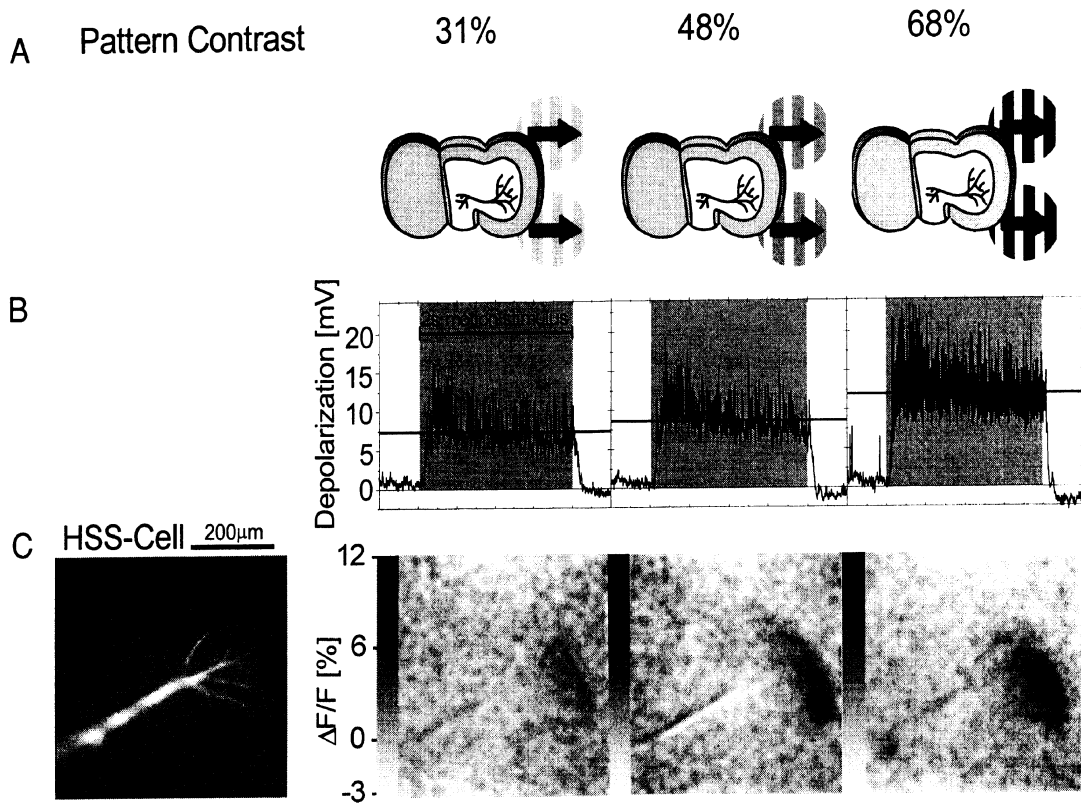 A Pattern Contrast 31% 48% 68%
B
Depolarization [mV]
20
15
10
5
0
C HSS-Cell 200µm
ΔF/F [%]
12
6
0
-3